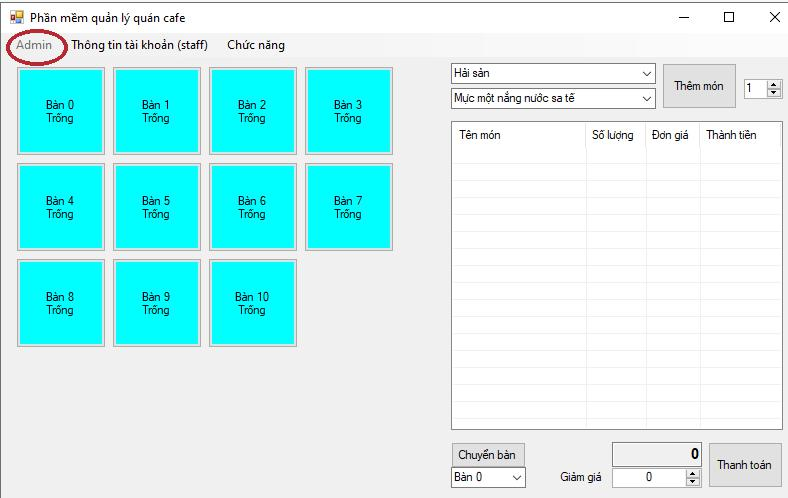 Phần mềm quản lý quán cafe
Admin Thông tin tài khoản (staff) Chức năng
Bàn 0
Trống
Bàn 1
Trống
Bàn 2
Trống
Bàn 3
Trống
Bàn 4
Trống
Bàn 5
Trống
Bàn 6
Trống
Bàn 7
Trống
Bàn 8
Trống
Bàn 9
Trống
Bàn 10
Trống
Hải sản
Mực một nắng nước sa tế
Thêm món
1
Tên món Số lượng Đơn giá Thành tiền
Chuyển bàn
Bàn 0
0
Giảm giá 0
Thanh toán